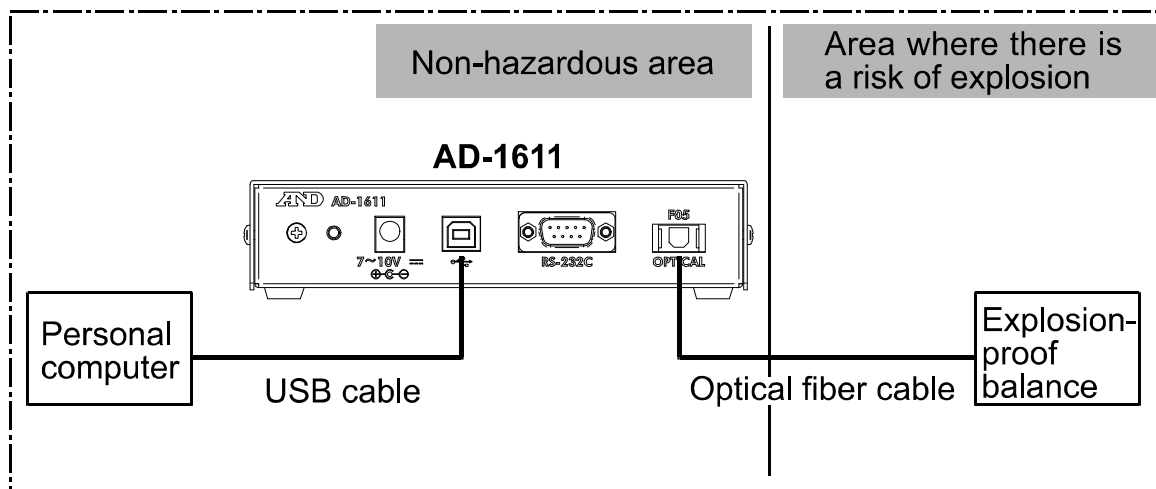 Non-hazardous area
Area where there is
a risk of explosion
AD-1611
AND AD-1611
F05
7~10V
RS-232C
OPTICAL
Personal
computer
USB cable
Optical fiber cable
Explosion-
proof
balance